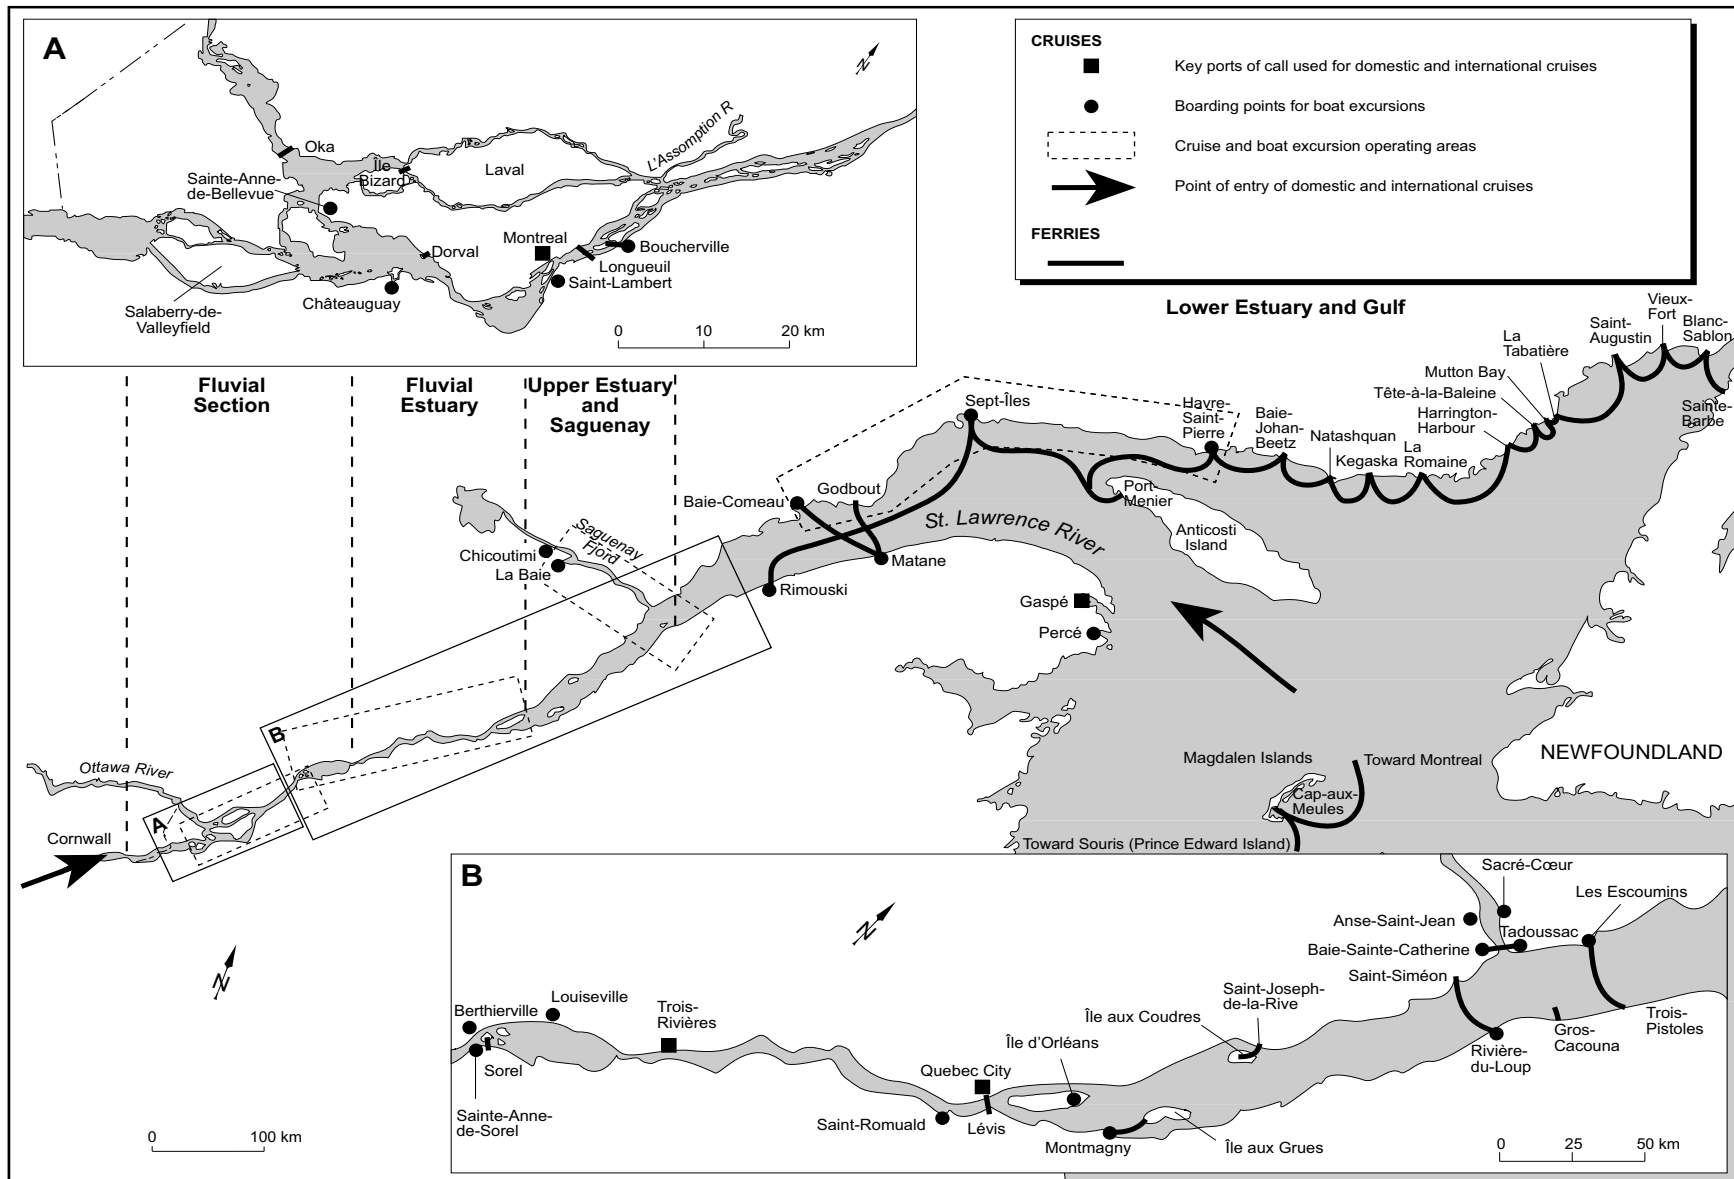 A
N
Oka
Île
Bizard
Laval
L'Assomption R
Sainte-Anne-
de-Bellevue
Dorval
Montreal
Boucherville
Longueuil
Saint-Lambert
Châteauguay
Salaberry-de-
Valleyfield
0 10 20 km
CRUISES
Key ports of call used for domestic and international cruises
Boarding points for boat excursions
Cruise and boat excursion operating areas
Point of entry of domestic and international cruises
FERRIES
Fluvial
Section
Fluvial
Estuary
Upper Estuary
and
Saguenay
Lower Estuary and Gulf
Vieux-
Fort
Blanc-
Sablon
Saint-
Augustin
La
Tabatière
Mutton Bay
Tête-à-la-Baleine
Harrington-
Harbour
Sainte-
Barbe
Sept-Îles
Havre-
Saint-
Pierre
Baie-
Johan-
Beetz
Natashquan
Kegaska
La
Romaine
Baie-Comeau
Godbout
Port-
Menier
Anticosti
Island
St. Lawrence River
Saguenay
Fjord
Chicoutimi
La Baie
Matane
Rimouski
Gaspé
Percé
B
Ottawa River
A
Cornwall
Magdalen Islands
Toward Montreal
Cap-aux-
Meules
Toward Souris (Prince Edward Island)
NEWFOUNDLAND
N
0 100 km
B
N
Sacré-Cœur
Les Escoumins
Anse-Saint-Jean
Tadoussac
Baie-Sainte-Catherine
Saint-Siméon
Saint-Joseph-
de-la-Rive
Île aux Coudres
Île d'Orléans
Trois-
Pistoles
Gros-
Cacouna
Rivière-
du-Loup
Berthierville
Louiseville
Trois-
Rivières
Sorel
Sainte-Anne-
de-Sorel
Quebec City
Saint-Romuald
Lévis
Montmagny
Île aux Grues
0 25 50 km